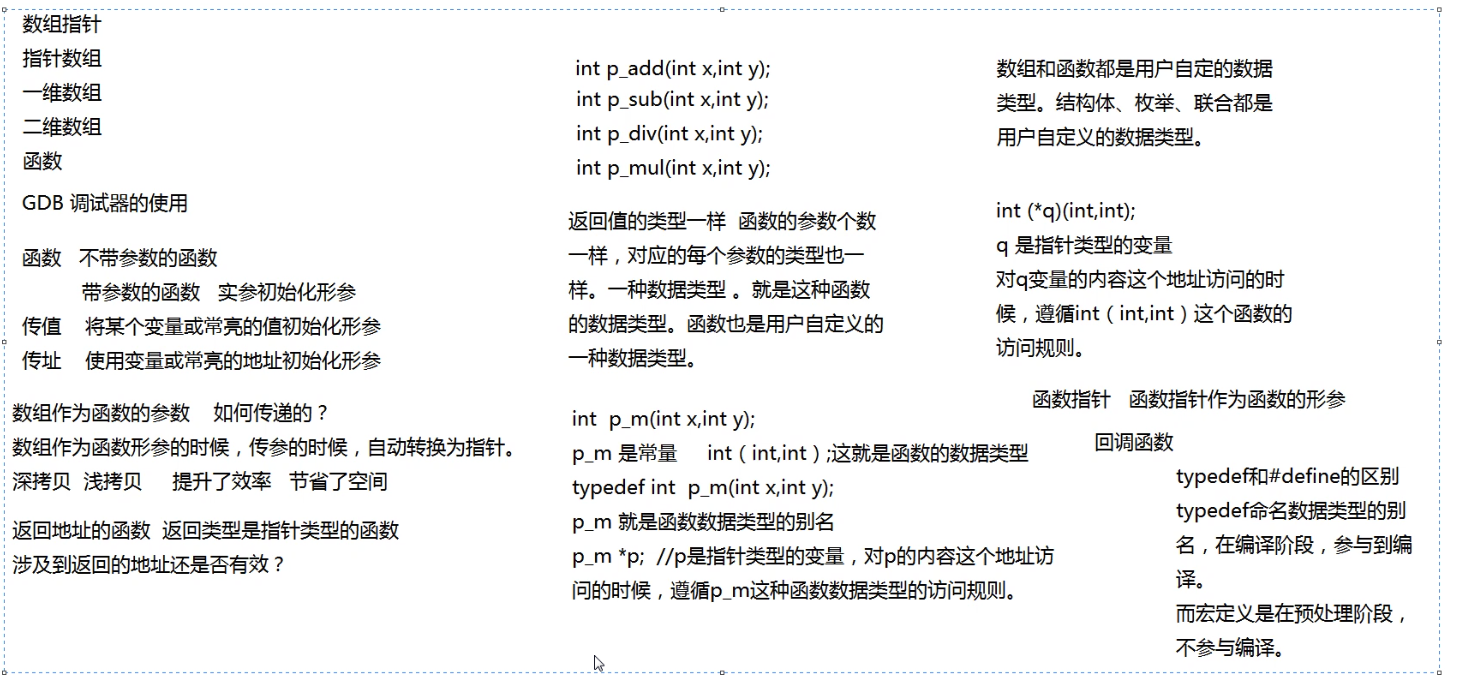 数组指针
指针数组
一维数组
二维数组
函数
GDB 调试器的使用
函数 不带参数的函数
带参数的函数 实参初始化形参
传值 将某个变量或常亮的值初始化形参
传址 使用变量或常亮的地址初始化形参
数组作为函数的参数 如何传递的？
数组作为函数形参的时候，传参的时候，自动转换为指针。
深拷贝 浅拷贝 提升了效率 节省了空间
返回地址的函数 返回类型是指针类型的函数
涉及到返回的地址还是否有效？
int p_add(int x,int y);
int p_sub(int x,int y);
int p_div(int x,int y);
int p_mul(int x,int y);
返回值的类型一样 函数的参数个数
一样，对应的每个参数的类型也一
样。一种数据类型 。就是这种函数
的数据类型。函数也是用户自定义的
一种数据类型。
int p_m(int x,int y);
p_m 是常量 int（int,int）;这就是函数的数据类型
typedef int p_m(int x,int y);
p_m 就是函数数据类型的别名
p_m *p; //p是指针类型的变量，对p的内容这个地址访
问的时候，遵循p_m这种函数数据类型的访问规则。
数组和函数都是用户自定的数据
类型。结构体、枚举、联合都是
用户自定义的数据类型。
int (*q)(int,int);
q 是指针类型的变量
对q变量的内容这个地址访问的时
候，遵循int（int,int）这个函数的
访问规则。
函数指针 函数指针作为函数的形参
回调函数
typedef和#define的区别
typedef命名数据类型的别
名，在编译阶段，参与到编
译。
而宏定义是在预处理阶段，
不参与编译。